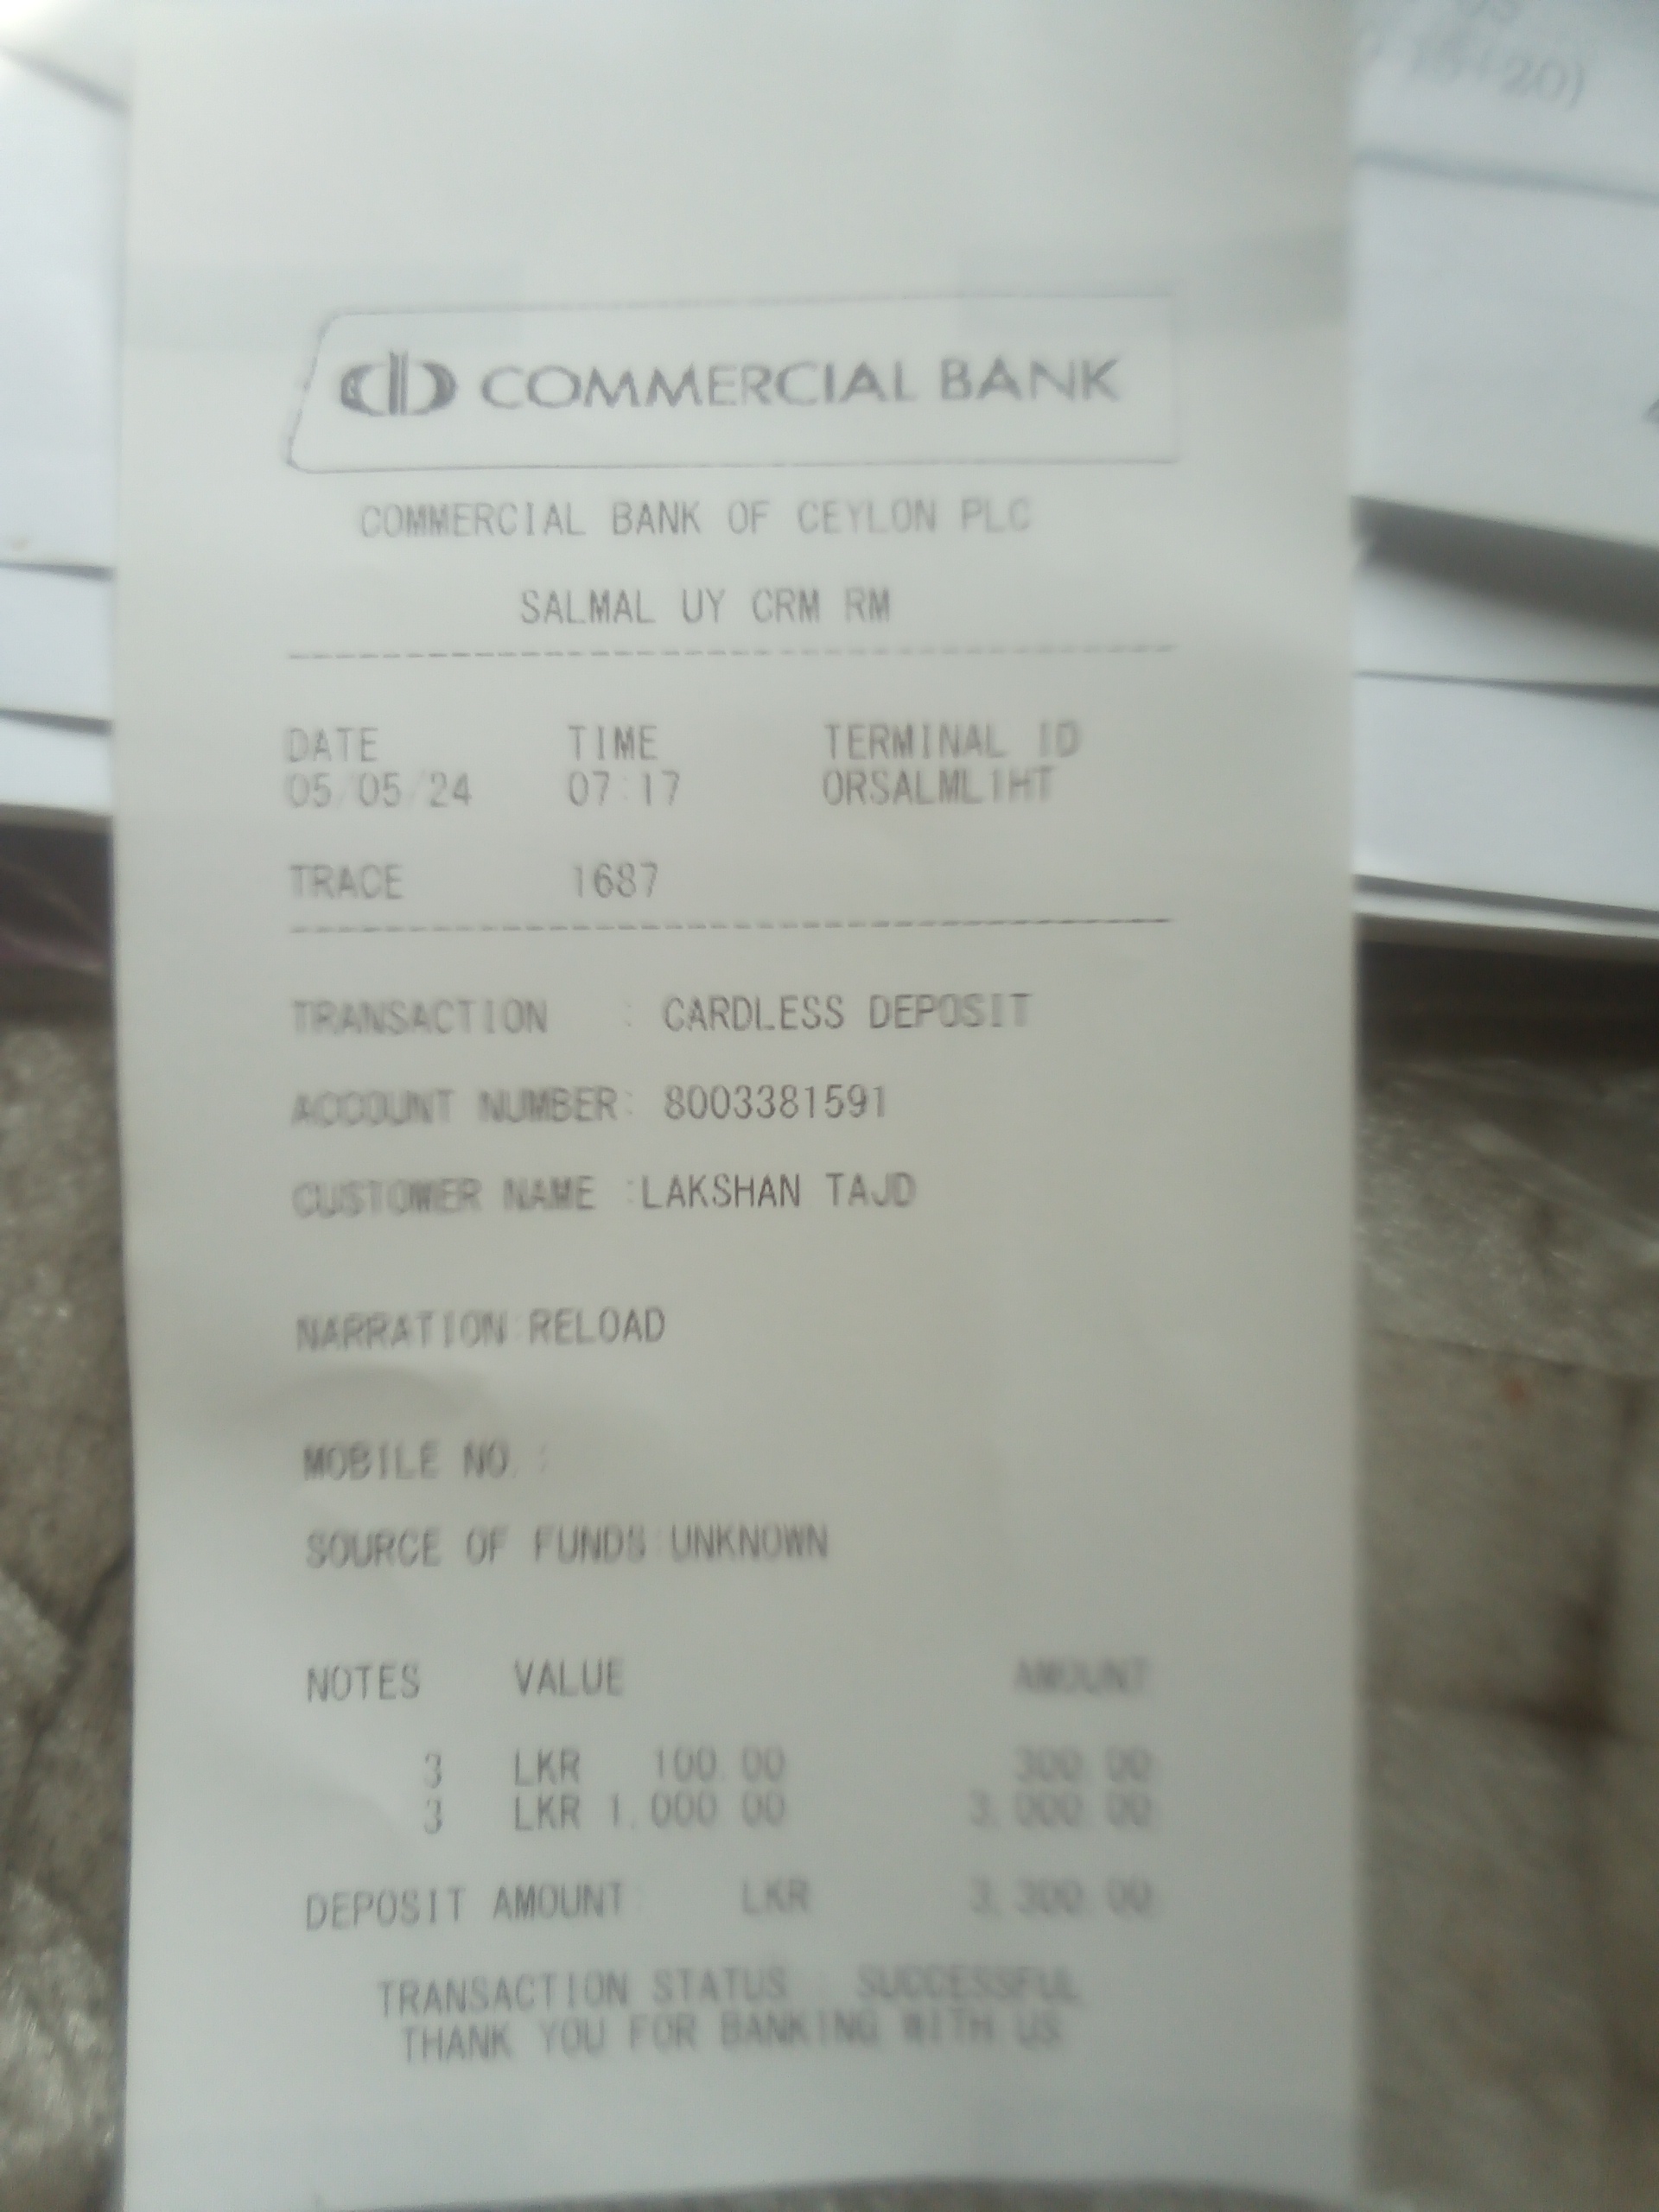 COMMERCIAL BANK
COMMERCIAL BANK OF CEYLON PLC
SALMAL UY CRM RM
DATE TIME TERMINAL ID
05/05/24 07:17 ORSALML1HT
TRACE 1687
TRANSACTION : CARDLESS DEPOSIT
ACCOUNT NUMBER: 8003381591
CUSTOMER NAME :LAKSHAN TAJD
NARRATION:RELOAD
MOBILE NO. :
SOURCE OF FUNDS:UNKNOWN
NOTES VALUE AMOUNT
3 LKR 100.00 300.00
3 LKR 1,000.00 3,000.00
DEPOSIT AMOUNT: LKR 3,300.00
TRANSACTION STATUS : SUCCESSFUL
THANK YOU FOR BANKING WITH US